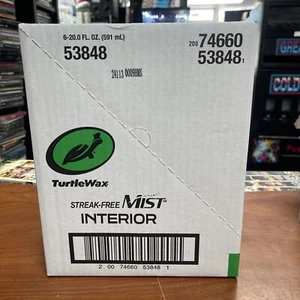 6-20.0 FL. OZ. (591 mL)
53848
200 74660
53848 1
TurtleWax
STREAK-FREE MIST
INTERIOR
2 00 74660 53848 1